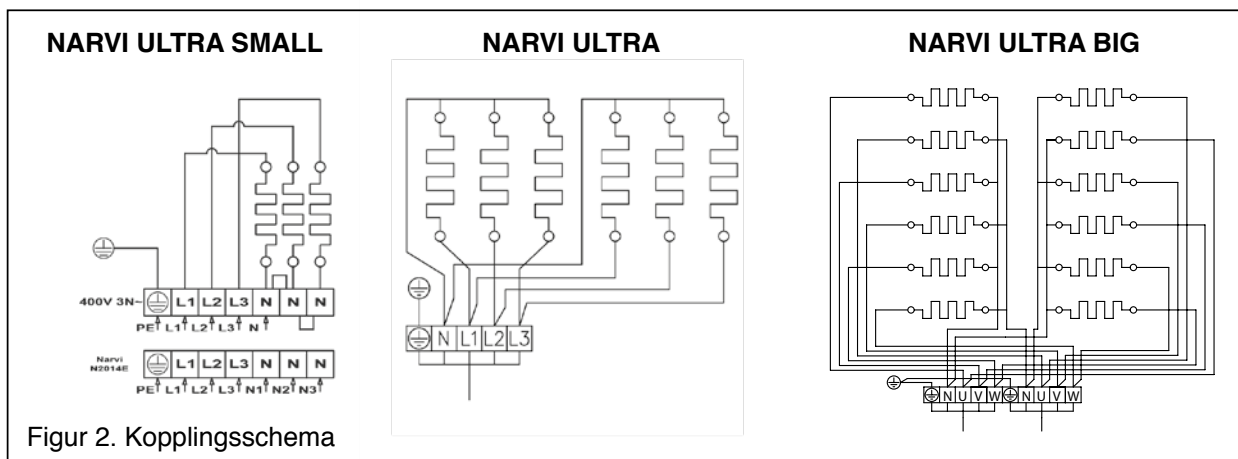 NARVI ULTRA SMALL
NARVI ULTRA
NARVI ULTRA BIG
400V 3N~ L1 L2 L3 N N N
PE L1 L2 L3 N
Narvi
N2014E
L1 L2 L3 N N N
PE L1 L2 L3 N1 N2 N3
N L1 L2 L3
N U V W N U V W
Figur 2. Kopplingsschema